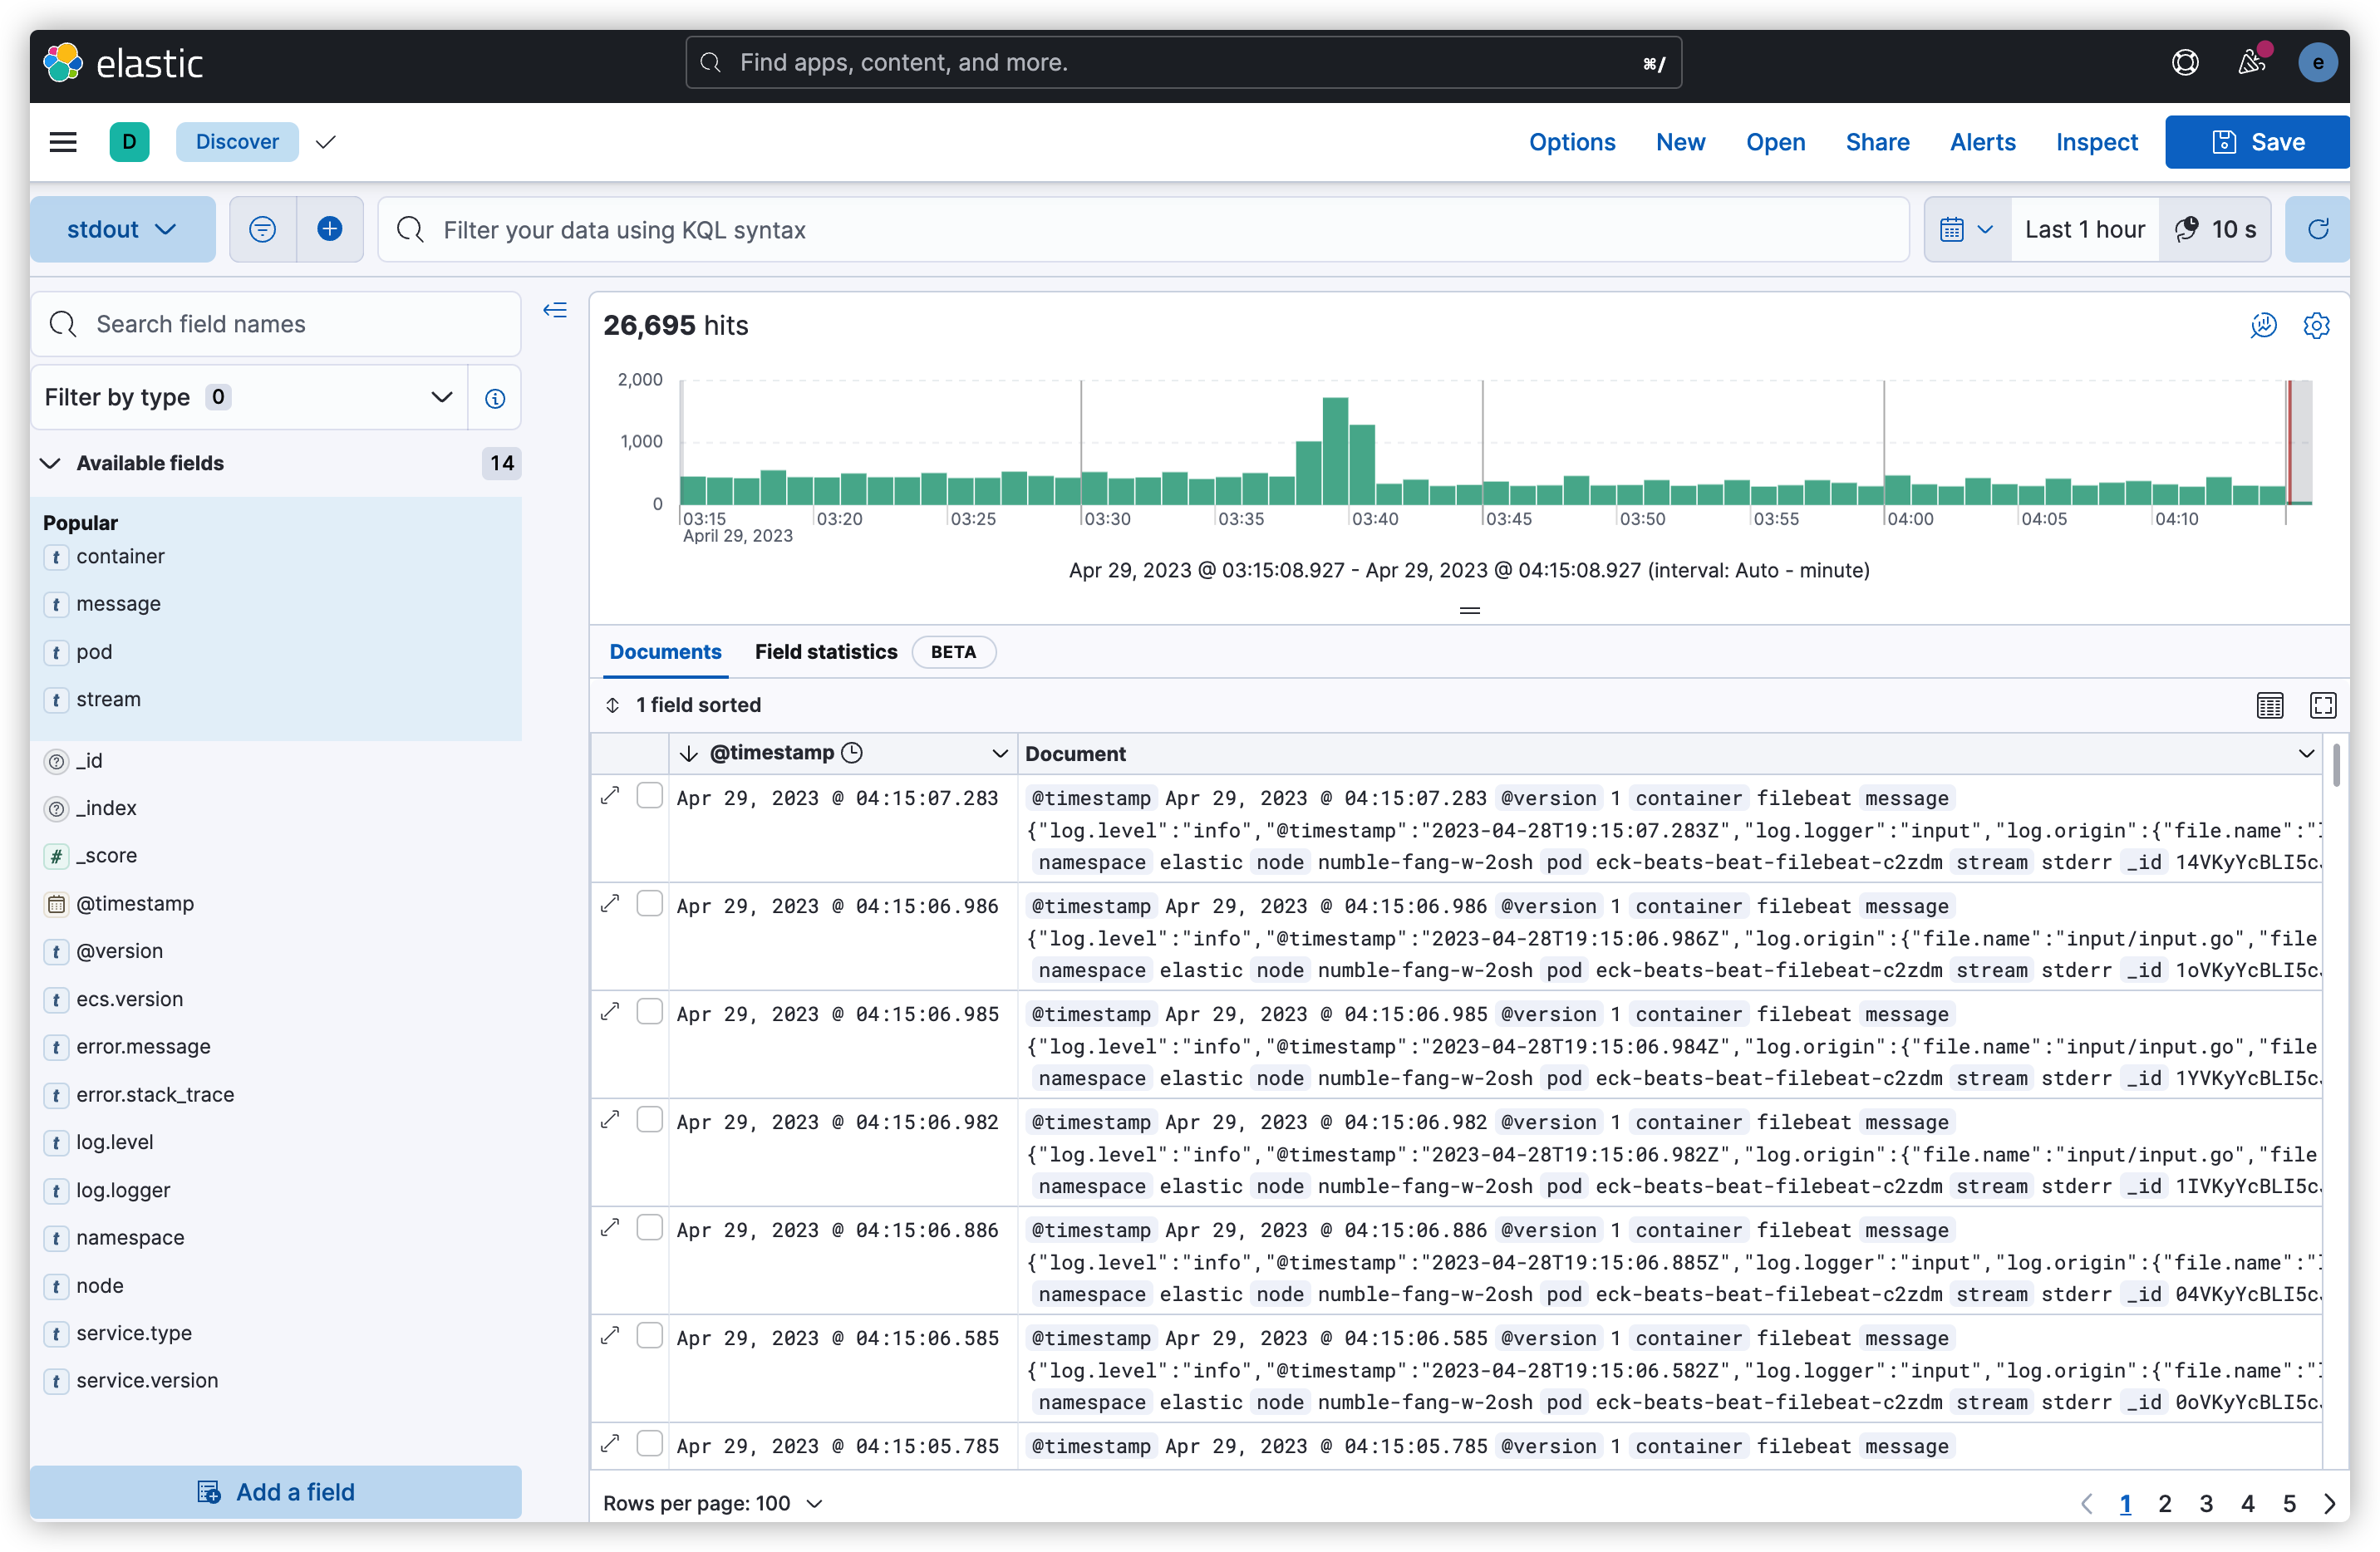 elastic
Find apps, content, and more.
⌘/
e
D
Discover
Options
New
Open
Share
Alerts
Inspect
Save
stdout
Filter your data using KQL syntax
Last 1 hour
10 s
Search field names
Filter by type 0
Available fields 14
Popular
t container
t message
t pod
t stream
_id
_index
# _score
@timestamp
t @version
t ecs.version
t error.message
t error.stack_trace
t log.level
t log.logger
t namespace
t node
t service.type
t service.version
Add a field
26,695 hits
2,000
1,000
0
03:15 03:20 03:25 03:30 03:35 03:40 03:45 03:50 03:55 04:00 04:05 04:10
April 29, 2023
Apr 29, 2023 @ 03:15:08.927 - Apr 29, 2023 @ 04:15:08.927 (interval: Auto - minute)
Documents
Field statistics
BETA
1 field sorted
@timestamp
Document
Apr 29, 2023 @ 04:15:07.283
@timestamp Apr 29, 2023 @ 04:15:07.283 @version 1 container filebeat message
{"log.level":"info","@timestamp":"2023-04-28T19:15:07.283Z","log.logger":"input","log.origin":{"file.name":"
namespace elastic node numble-fang-w-2osh pod eck-beats-beat-filebeat-c2zdm stream stderr _id 14VKyYcBLI5c
Apr 29, 2023 @ 04:15:06.986
@timestamp Apr 29, 2023 @ 04:15:06.986 @version 1 container filebeat message
{"log.level":"info","@timestamp":"2023-04-28T19:15:06.986Z","log.origin":{"file.name":"input/input.go","file
namespace elastic node numble-fang-w-2osh pod eck-beats-beat-filebeat-c2zdm stream stderr _id 1oVKyYcBLI5c
Apr 29, 2023 @ 04:15:06.985
@timestamp Apr 29, 2023 @ 04:15:06.985 @version 1 container filebeat message
{"log.level":"info","@timestamp":"2023-04-28T19:15:06.984Z","log.origin":{"file.name":"input/input.go","file
namespace elastic node numble-fang-w-2osh pod eck-beats-beat-filebeat-c2zdm stream stderr _id 1YVKyYcBLI5c
Apr 29, 2023 @ 04:15:06.982
@timestamp Apr 29, 2023 @ 04:15:06.982 @version 1 container filebeat message
{"log.level":"info","@timestamp":"2023-04-28T19:15:06.982Z","log.origin":{"file.name":"input/input.go","file
namespace elastic node numble-fang-w-2osh pod eck-beats-beat-filebeat-c2zdm stream stderr _id 1IVKyYcBLI5c
Apr 29, 2023 @ 04:15:06.886
@timestamp Apr 29, 2023 @ 04:15:06.886 @version 1 container filebeat message
{"log.level":"info","@timestamp":"2023-04-28T19:15:06.885Z","log.logger":"input","log.origin":{"file.name":"
namespace elastic node numble-fang-w-2osh pod eck-beats-beat-filebeat-c2zdm stream stderr _id 04VKyYcBLI5c
Apr 29, 2023 @ 04:15:06.585
@timestamp Apr 29, 2023 @ 04:15:06.585 @version 1 container filebeat message
{"log.level":"info","@timestamp":"2023-04-28T19:15:06.582Z","log.logger":"input","log.origin":{"file.name":"
namespace elastic node numble-fang-w-2osh pod eck-beats-beat-filebeat-c2zdm stream stderr _id 0oVKyYcBLI5c
Apr 29, 2023 @ 04:15:05.785
@timestamp Apr 29, 2023 @ 04:15:05.785 @version 1 container filebeat message
Rows per page: 100
1 2 3 4 5